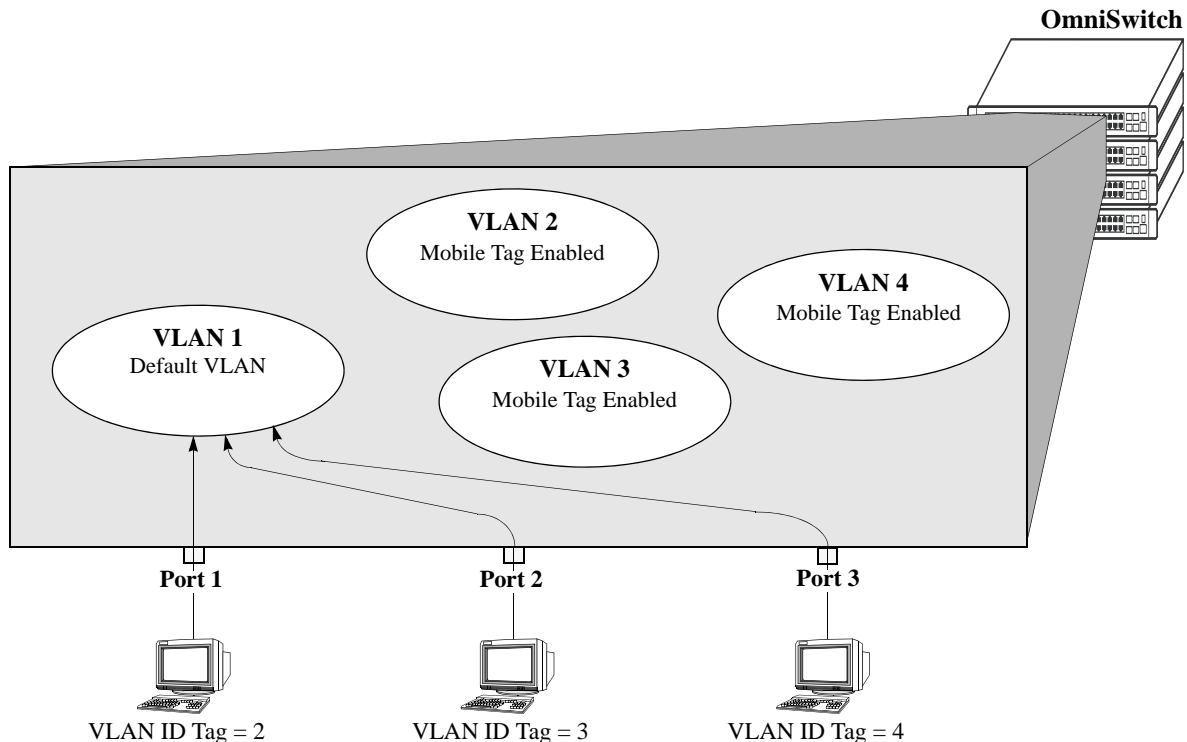 OmniSwitch
VLAN 2
Mobile Tag Enabled
VLAN 4
Mobile Tag Enabled
VLAN 1
Default VLAN
VLAN 3
Mobile Tag Enabled
Port 1
Port 2
Port 3
VLAN ID Tag = 2
VLAN ID Tag = 3
VLAN ID Tag = 4